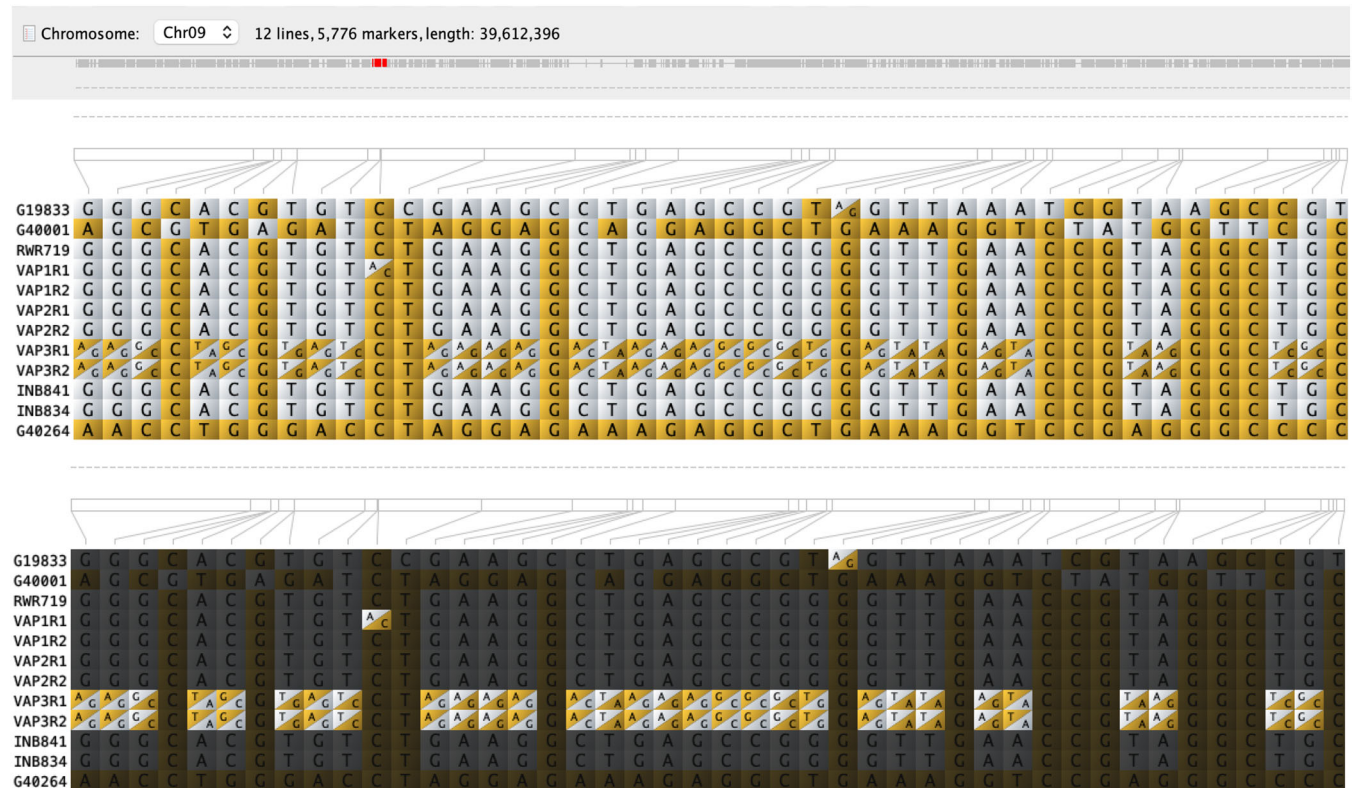 Chromosome: Chr09 12 lines, 5,776 markers, length: 39,612,396
G19833 G G G C A C G T G T C C G A A G C C T G A G C C G T A G G T T A A A T C G T A A G C C G T
G40001 A G C G T G A G A T C T A G G A G C A G G A G G C T G A A A G G T C T A T G G T T C G C
RWR719 G G G C A C G T G T C T G A A G G C T G A G C C G G G G T T G A A C C G T A G G C T G C
VAP1R1 G G G C A C G T G T A C T G A A G G C T G A G C C G G G G T T G A A C C G T A G G C T G C
VAP1R2 G G G C A C G T G T C T G A A G G C T G A G C C G G G G T T G A A C C G T A G G C T G C
VAP2R1 G G G C A C G T G T C T G A A G G C T G A G C C G G G G T T G A A C C G T A G G C T G C
VAP2R2 G G G C A C G T G T C T G A A G G C T G A G C C G G G G T T G A A C C G T A G G C T G C
VAP3R1 A G A G G C C T A G C G T G A G T C C T A G A G A G A G G A C T A A G A G A G G C G C G C T G G A G T A T A G A G T A C C G T A A G G G C T C G C C
VAP3R2 A G A G G C C T A G C G T G A G T C C T A G A G A G A G G A C T A A G A G A G G C G C G C T G G A G T A T A G A G T A C C G T A A G G G C T C G C C
INB841 G G G C A C G T G T C T G A A G G C T G A G C C G G G G T T G A A C C G T A G G C T G C
INB834 G G G C A C G T G T C T G A A G G C T G A G C C G G G G T T G A A C C G T A G G C T G C
G40264 A A C C T G G G A C C T A G G A G A A A G A G G C T G A A A G G T C C G A G G G C C C C
G19833 G G G C A C G T G T C C G A A G C C T G A G C C G T A G G T T A A A T C G T A A G C C G T
G40001 A G C G T G A G A T C T A G G A G C A G G A G G C T G A A A G G T C T A T G G T T C G C
RWR719 G G G C A C G T G T C T G A A G G C T G A G C C G G G G T T G A A C C G T A G G C T G C
VAP1R1 G G G C A C G T G T A C T G A A G G C T G A G C C G G G G T T G A A C C G T A G G C T G C
VAP1R2 G G G C A C G T G T C T G A A G G C T G A G C C G G G G T T G A A C C G T A G G C T G C
VAP2R1 G G G C A C G T G T C T G A A G G C T G A G C C G G G G T T G A A C C G T A G G C T G C
VAP2R2 G G G C A C G T G T C T G A A G G C T G A G C C G G G G T T G A A C C G T A G G C T G C
VAP3R1 A G A G G C C T A G C G T G A G T C C T A G A G A G A G G A C T A A G A G A G G C G C G C T G G A G T A T A G A G T A C C G T A A G G G C T C G C C
VAP3R2 A G A G G C C T A G C G T G A G T C C T A G A G A G A G G A C T A A G A G A G G C G C G C T G G A G T A T A G A G T A C C G T A A G G G C T C G C C
INB841 G G G C A C G T G T C T G A A G G C T G A G C C G G G G T T G A A C C G T A G G C T G C
INB834 G G G C A C G T G T C T G A A G G C T G A G C C G G G G T T G A A C C G T A G G C T G C
G40264 A A C C T G G G A C C T A G G A G A A A G A G G C T G A A A G G T C C G A G G G C C C C